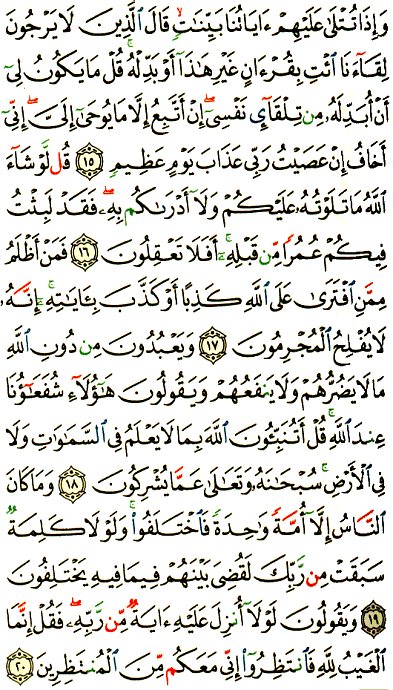 وَإِذَا تُتْلَىٰ عَلَيْهِمْ ءَايَاتُنَا بَيِّنَٰتٍ ۙ قَالَ ٱلَّذِينَ لَا يَرْجُونَ
لِقَآءَنَا ٱئْتِ بِقُرْءَانٍ غَيْرِ هَٰذَآ أَوْ بَدِّلْهُ ۚ قُلْ مَا يَكُونُ لِىٓ
أَنْ أُبَدِّلَهُۥ مِن تِلْقَآئِ نَفْسِىٓ ۖ إِنْ أَتَّبِعُ إِلَّا مَا يُوحَىٰٓ إِلَىَّ ۖ إِنِّىٓ
أَخَافُ إِنْ عَصَيْتُ رَبِّى عَذَابَ يَوْمٍ عَظِيمٍ ١٥ قُل لَّوْ شَآءَ
ٱللَّهُ مَا تَلَوْتُهُۥ عَلَيْكُمْ وَلَآ أَدْرَىٰكُم بِهِۦ ۖ فَقَدْ لَبِثْتُ
فِيكُمْ عُمُرًا مِّن قَبْلِهِۦٓ ۚ أَفَلَا تَعْقِلُونَ ١٦ فَمَنْ أَظْلَمُ
مِمَّنِ ٱفْتَرَىٰ عَلَى ٱللَّهِ كَذِبًا أَوْ كَذَّبَ بِـَٔايَٰتِهِۦٓ ۚ إِنَّهُۥ
لَا يُفْلِحُ ٱلْمُجْرِمُونَ ١٧ وَيَعْبُدُونَ مِن دُونِ ٱللَّهِ
مَا لَا يَضُرُّهُمْ وَلَا يَنفَعُهُمْ وَيَقُولُونَ هَٰٓؤُلَآءِ شُفَعَٰٓؤُنَا
عِندَ ٱللَّهِ ۚ قُلْ أَتُنَبِّـُٔونَ ٱللَّهَ بِمَا لَا يَعْلَمُ فِى ٱلسَّمَٰوَٰتِ وَلَا
فِى ٱلْأَرْضِ ۚ سُبْحَٰنَهُۥ وَتَعَٰلَىٰ عَمَّا يُشْرِكُونَ ١٨ وَمَا كَانَ
ٱلنَّاسُ إِلَّآ أُمَّةً وَٰحِدَةً فَٱخْتَلَفُوا۟ ۚ وَلَوْلَا كَلِمَةٌ
سَبَقَتْ مِن رَّبِّكَ لَقُضِىَ بَيْنَهُمْ فِيمَا فِيهِ يَخْتَلِفُونَ
١٩ وَيَقُولُونَ لَوْلَآ أُنزِلَ عَلَيْهِ ءَايَةٌ مِّن رَّبِّهِۦ ۖ فَقُلْ إِنَّمَا
ٱلْغَيْبُ لِلَّهِ فَٱنتَظِرُوٓا۟ إِنِّى مَعَكُم مِّنَ ٱلْمُنتَظِرِينَ ٢٠